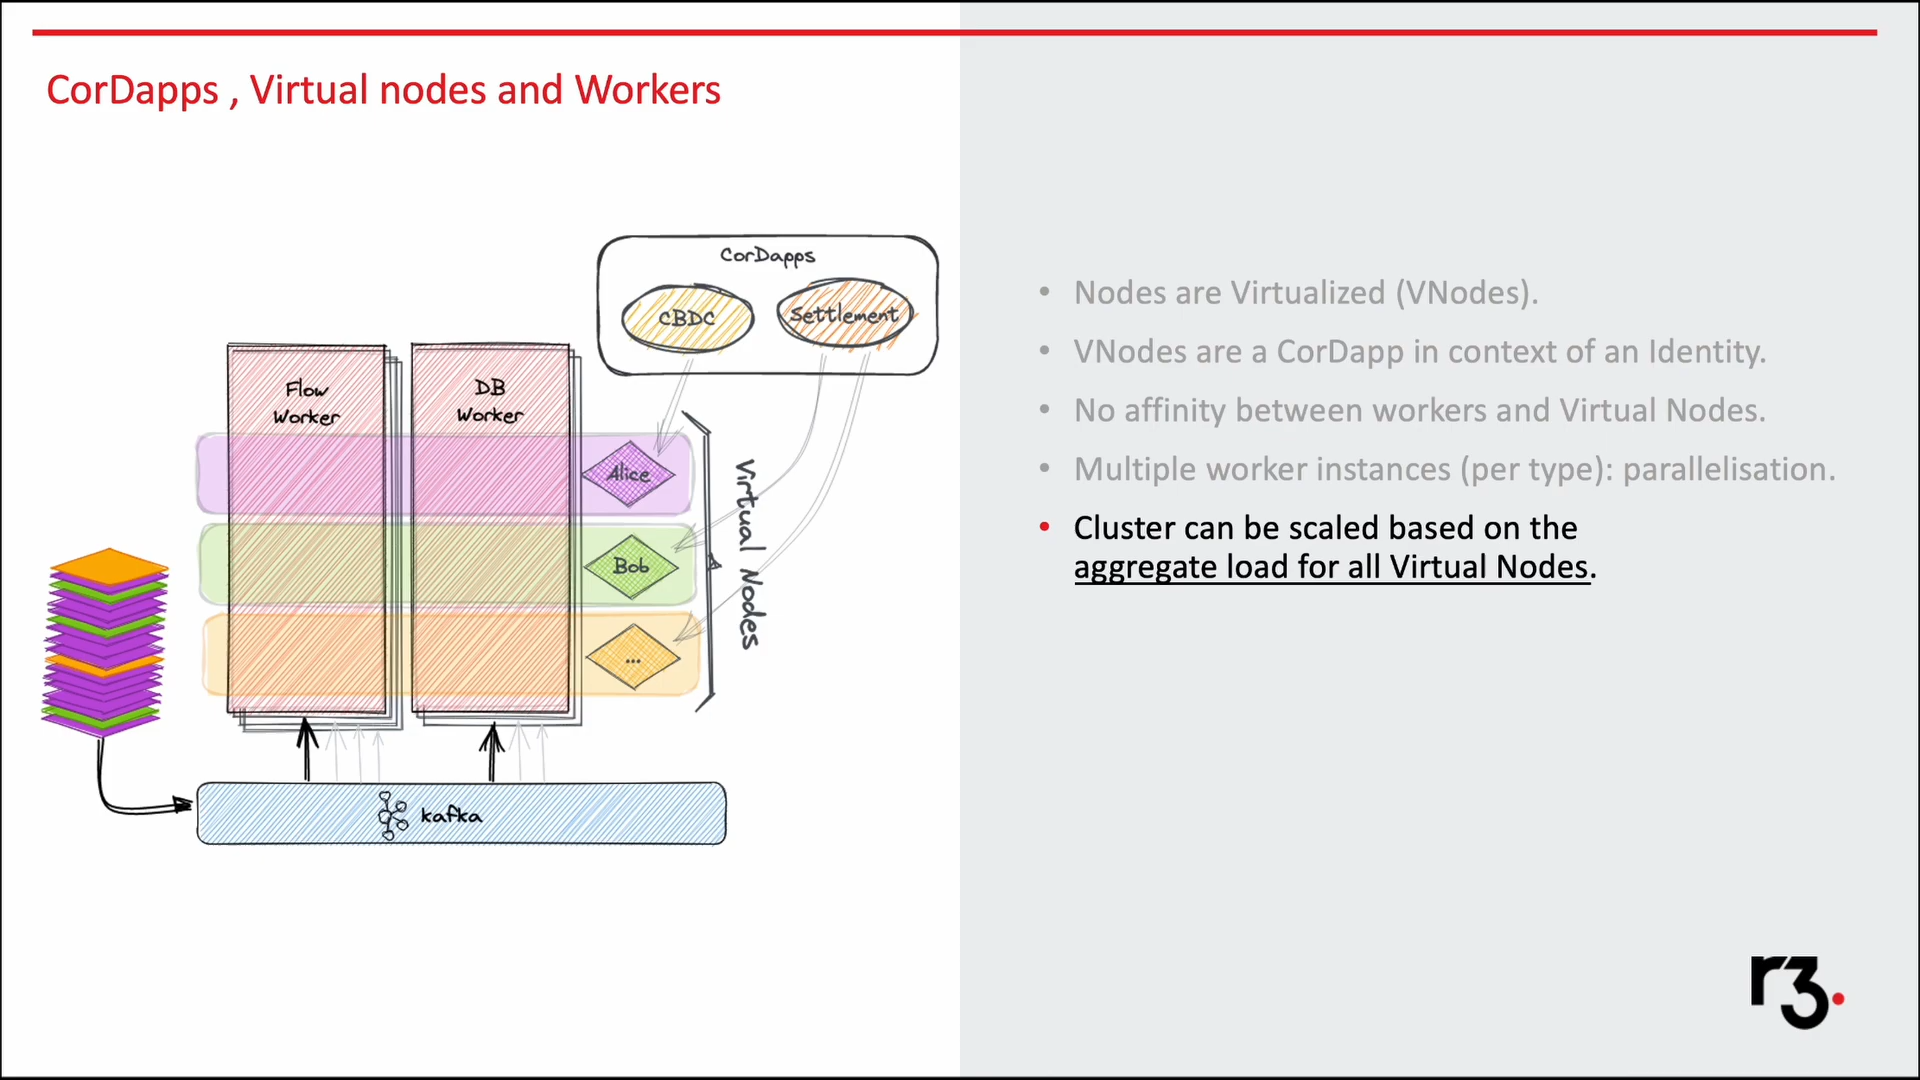 CorDapps , Virtual nodes and Workers
CorDapps
CBDC
Settlement
Flow
Worker
DB
Worker
Alice
Bob
...
Virtual Nodes
kafka
• Nodes are Virtualized (VNodes).
• VNodes are a CorDapp in context of an Identity.
• No affinity between workers and Virtual Nodes.
• Multiple worker instances (per type): parallelisation.
• Cluster can be scaled based on the
aggregate load for all Virtual Nodes.
r3.